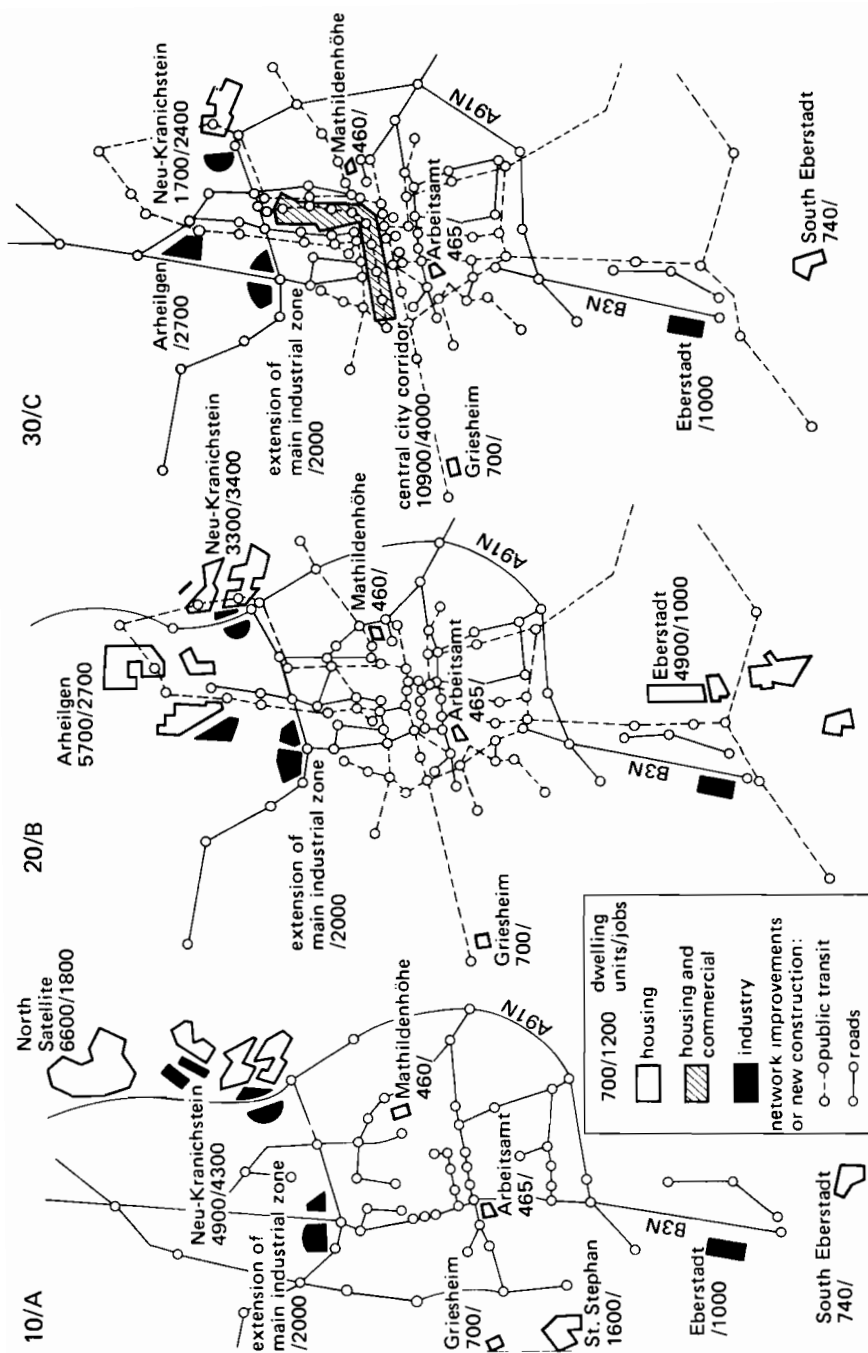 10/A
North
Satellite
6600/1800
Neu-Kranichstein
4900/4300
extension of
main industrial zone
/2000
Mathildenhöhe
460/
Griesheim
700/
Arbeitsamt
465/
St. Stephan
1600/
A91N
B3N
Eberstadt
/1000
South Eberstadt
740/
700/1200 dwelling
units/jobs
housing
housing and
commercial
industry
network improvements
or new construction:
public transit
roads
20/B
Arheilgen
5700/2700
Neu-Kranichstein
3300/3400
extension of
main industrial zone
/2000
Mathildenhöhe
460/
Griesheim
700/
Arbeitsamt
465
A91N
B3N
Eberstadt
4900/1000
30/C
Arheilgen
/2700
Neu-Kranichstein
1700/2400
extension of
main industrial zone
/2000
Mathildenhöhe
460/
central city corridor
10900/4000
Griesheim
700/
Arbeitsamt
465
A91N
B3N
Eberstadt
/1000
South Eberstadt
740/